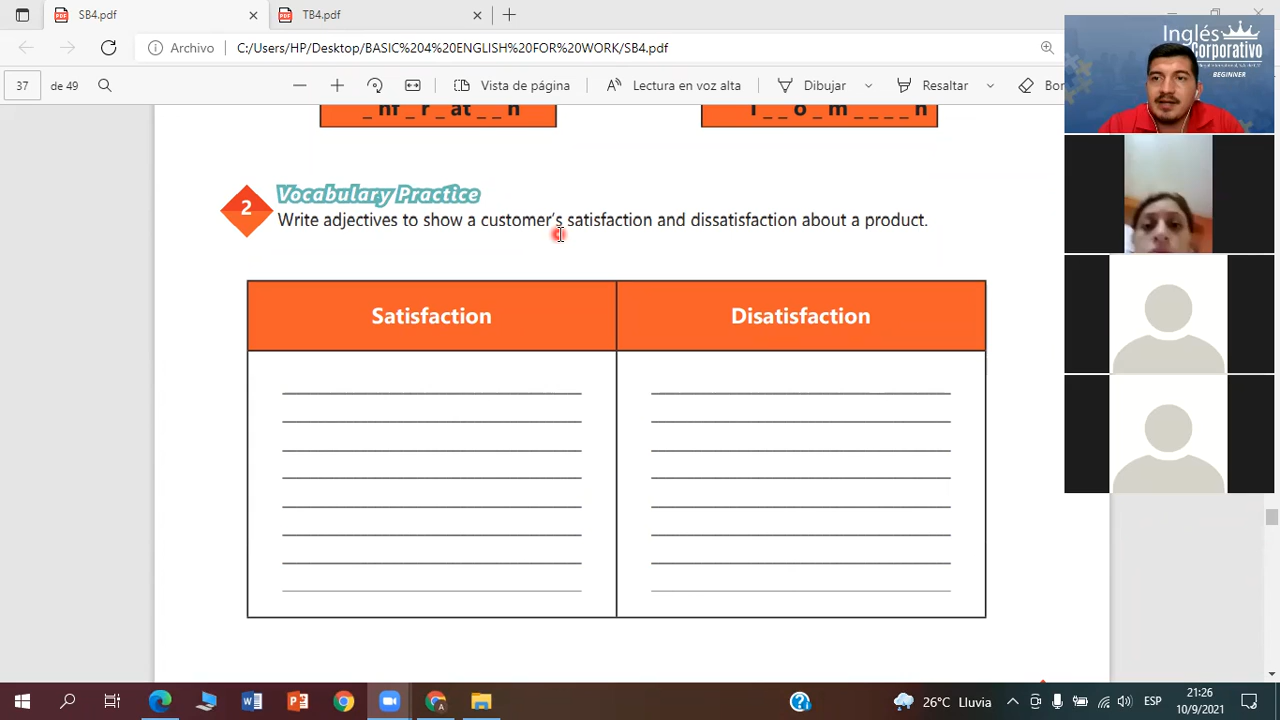 SB4.pdf
TB4.pdf
Archivo
C:/Users/HP/Desktop/BASIC%204%20ENGLISH%20FOR%20WORK/SB4.pdf
37
de 49
Vista de página
Lectura en voz alta
Dibujar
Resaltar
Inglés
Corporativo
BEGINNER
_ nf _ r _ at _ _ n
2
Vocabulary Practice
Write adjectives to show a customer's satisfaction and dissatisfaction about a product.
Satisfaction
Disatisfaction
26°C Lluvia
ESP
21:26
10/9/2021